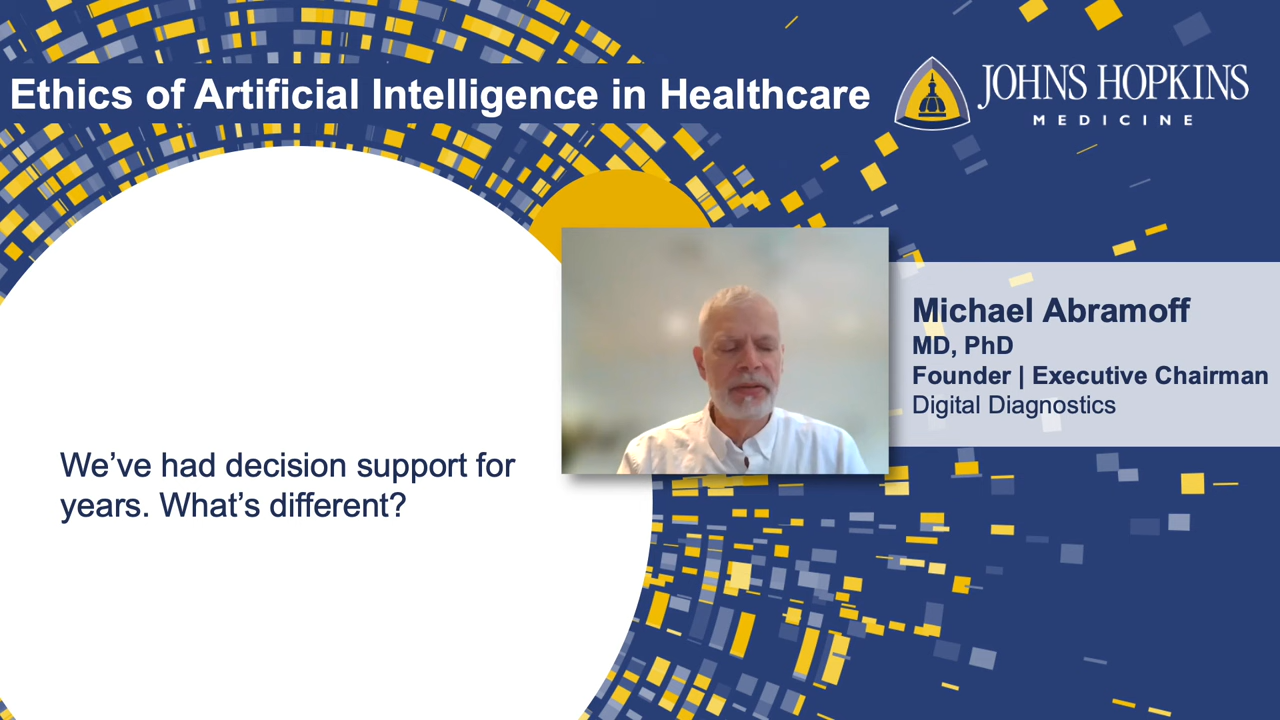 Ethics of Artificial Intelligence in Healthcare
JOHNS HOPKINS
MEDICINE
Michael Abramoff
MD, PhD
Founder | Executive Chairman
Digital Diagnostics
We’ve had decision support for
years. What’s different?